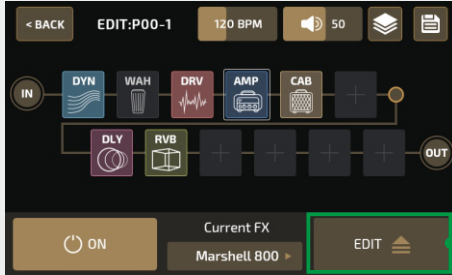 < BACK EDIT:P00-1 120 BPM 50
IN DYN WAH DRV AMP CAB
DLY RVB OUT
ON Current FX EDIT
Marshell 800